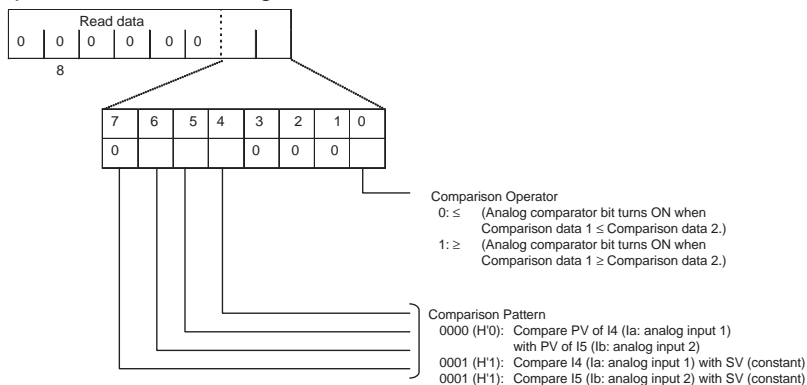 Read data
0 0 0 0 0 0
8
7 6 5 4 3 2 1 0
0 0 0 0
Comparison Operator
0: ≤ (Analog comparator bit turns ON when
Comparison data 1 ≤ Comparison data 2.)
1: ≥ (Analog comparator bit turns ON when
Comparison data 1 ≥ Comparison data 2.)
Comparison Pattern
0000 (H'0): Compare PV of I4 (Ia: analog input 1)
with PV of I5 (Ib: analog input 2)
0001 (H'1): Compare I4 (Ia: analog input 1) with SV (constant)
0001 (H'1): Compare I5 (Ib: analog input 2) with SV (constant)